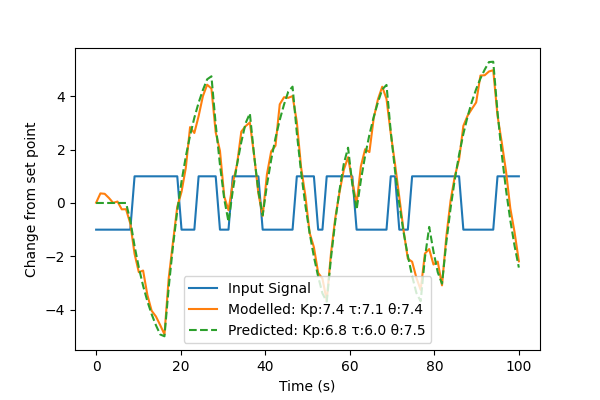 4
2
0
−2
−4
Change from set point
0
20
40
60
80
100
Time (s)
Input Signal
Modelled: Kp:7.4 τ:7.1 θ:7.4
Predicted: Kp:6.8 τ:6.0 θ:7.5